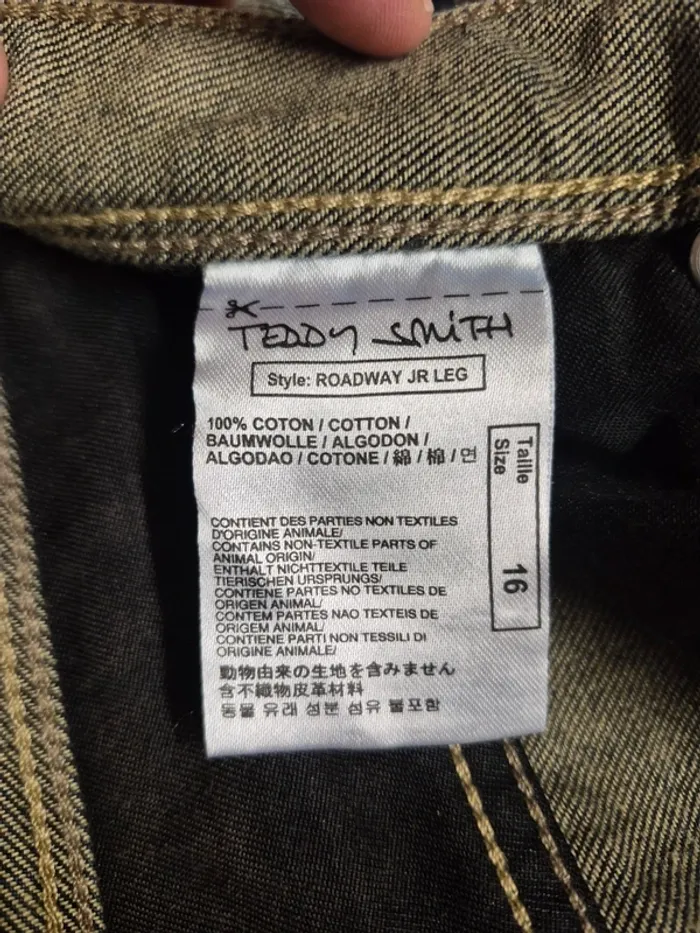 TEDDY SMiTH
Style: ROADWAY JR LEG
100% COTON / COTTON /
BAUMWOLLE / ALGODON /
ALGODAO / COTONE / 綿 / 棉 / 면
Taille
Size
16
CONTIENT DES PARTIES NON TEXTILES
D'ORIGINE ANIMALE/
CONTAINS NON-TEXTILE PARTS OF
ANIMAL ORIGIN/
ENTHALT NICHTTEXTILE TEILE
TIERISCHEN URSPRUNGS/
CONTIENE PARTES NO TEXTILES DE
ORIGEN ANIMAL/
CONTEM PARTES NAO TEXTEIS DE
ORIGEM ANIMAL/
CONTIENE PARTI NON TESSILI DI
ORIGINE ANIMALE/
動物由来の生地を含みません
含不織物皮革材料
동물 유래 성분 섬유 불포함